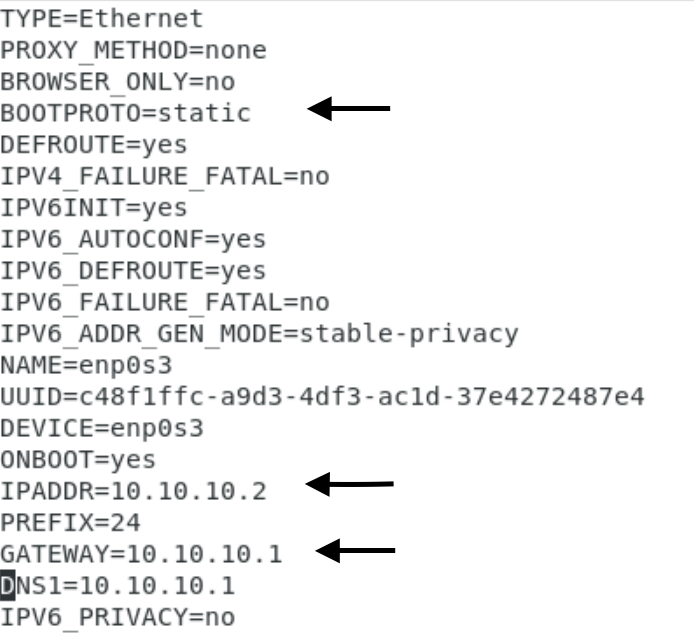 TYPE=Ethernet
PROXY_METHOD=none
BROWSER_ONLY=no
BOOTPROTO=static
DEFROUTE=yes
IPV4_FAILURE_FATAL=no
IPV6INIT=yes
IPV6_AUTOCONF=yes
IPV6_DEFROUTE=yes
IPV6_FAILURE_FATAL=no
IPV6_ADDR_GEN_MODE=stable-privacy
NAME=enp0s3
UUID=c48f1ffc-a9d3-4df3-ac1d-37e4272487e4
DEVICE=enp0s3
ONBOOT=yes
IPADDR=10.10.10.2
PREFIX=24
GATEWAY=10.10.10.1
DNS1=10.10.10.1
IPV6_PRIVACY=no